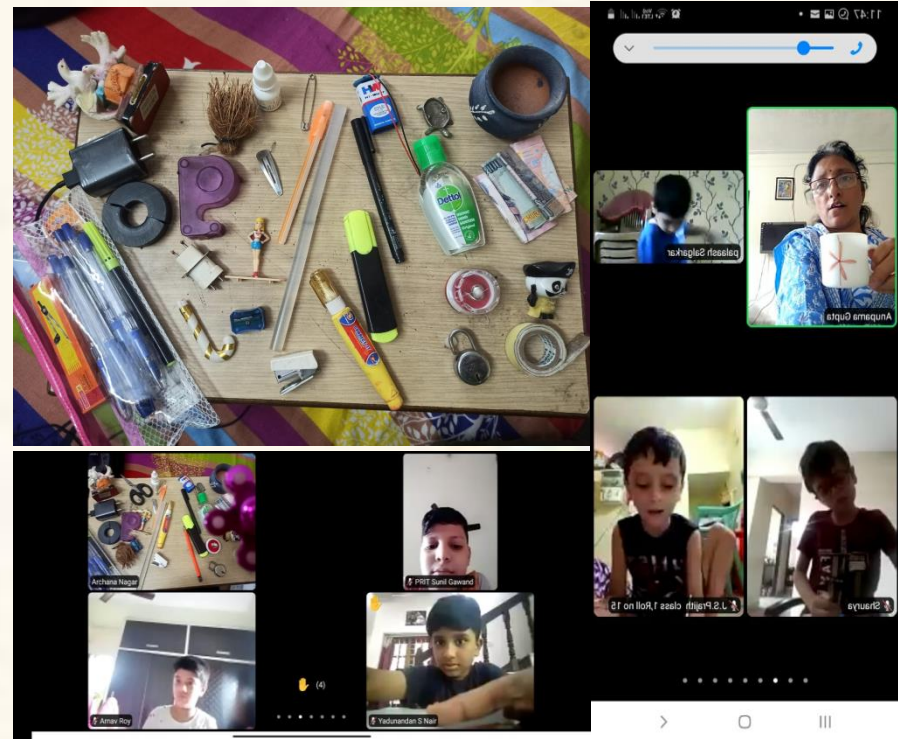 HW
Dettol
11:47
palaash Salgarkar
Anupama Gupta
J.S.Prajith class 1,Roll no 15
Shaurya
Archana Nagar
PRIT Sunil Gawand
(4)
Arnav Roy
Yadunandan S Nair